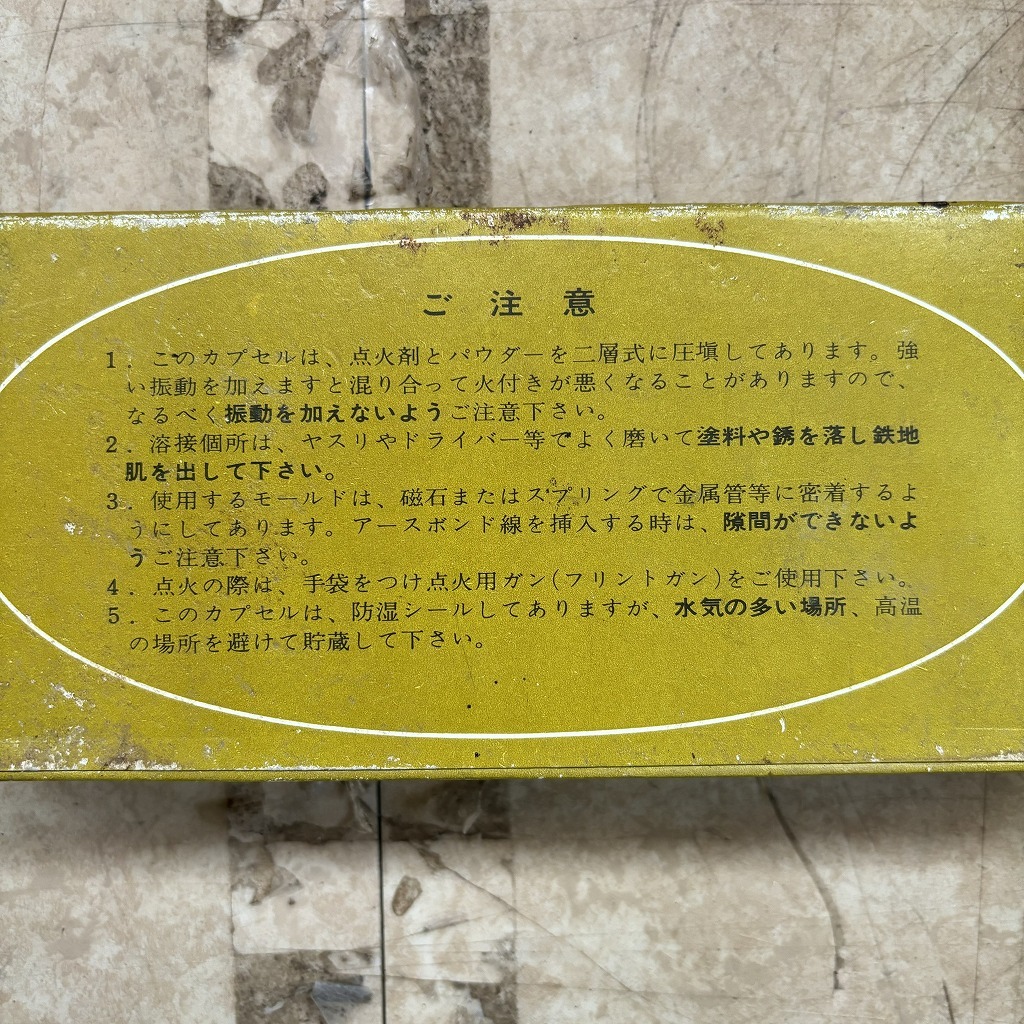 ご注意
1. このカプセルは、点火剤とパウダーを二層式に圧塡してあります。強
い振動を加えますと混り合って火付きが悪くなることがありますので、
なるべく振動を加えないようご注意下さい。
2. 溶接個所は、ヤスリやドライバー等でよく磨いて塗料や銹を落し鉄地
肌を出して下さい。
3. 使用するモールドは、磁石またはスプリングで金属管等に密着するよ
うにしてあります。アースボンド線を挿入する時は、隙間ができないよ
うご注意下さい。
4. 点火の際は、手袋をつけ点火用ガン(フリントガン)をご使用下さい。
5. このカプセルは、防湿シールしてありますが、水気の多い場所、高温
の場所を避けて貯蔵して下さい。